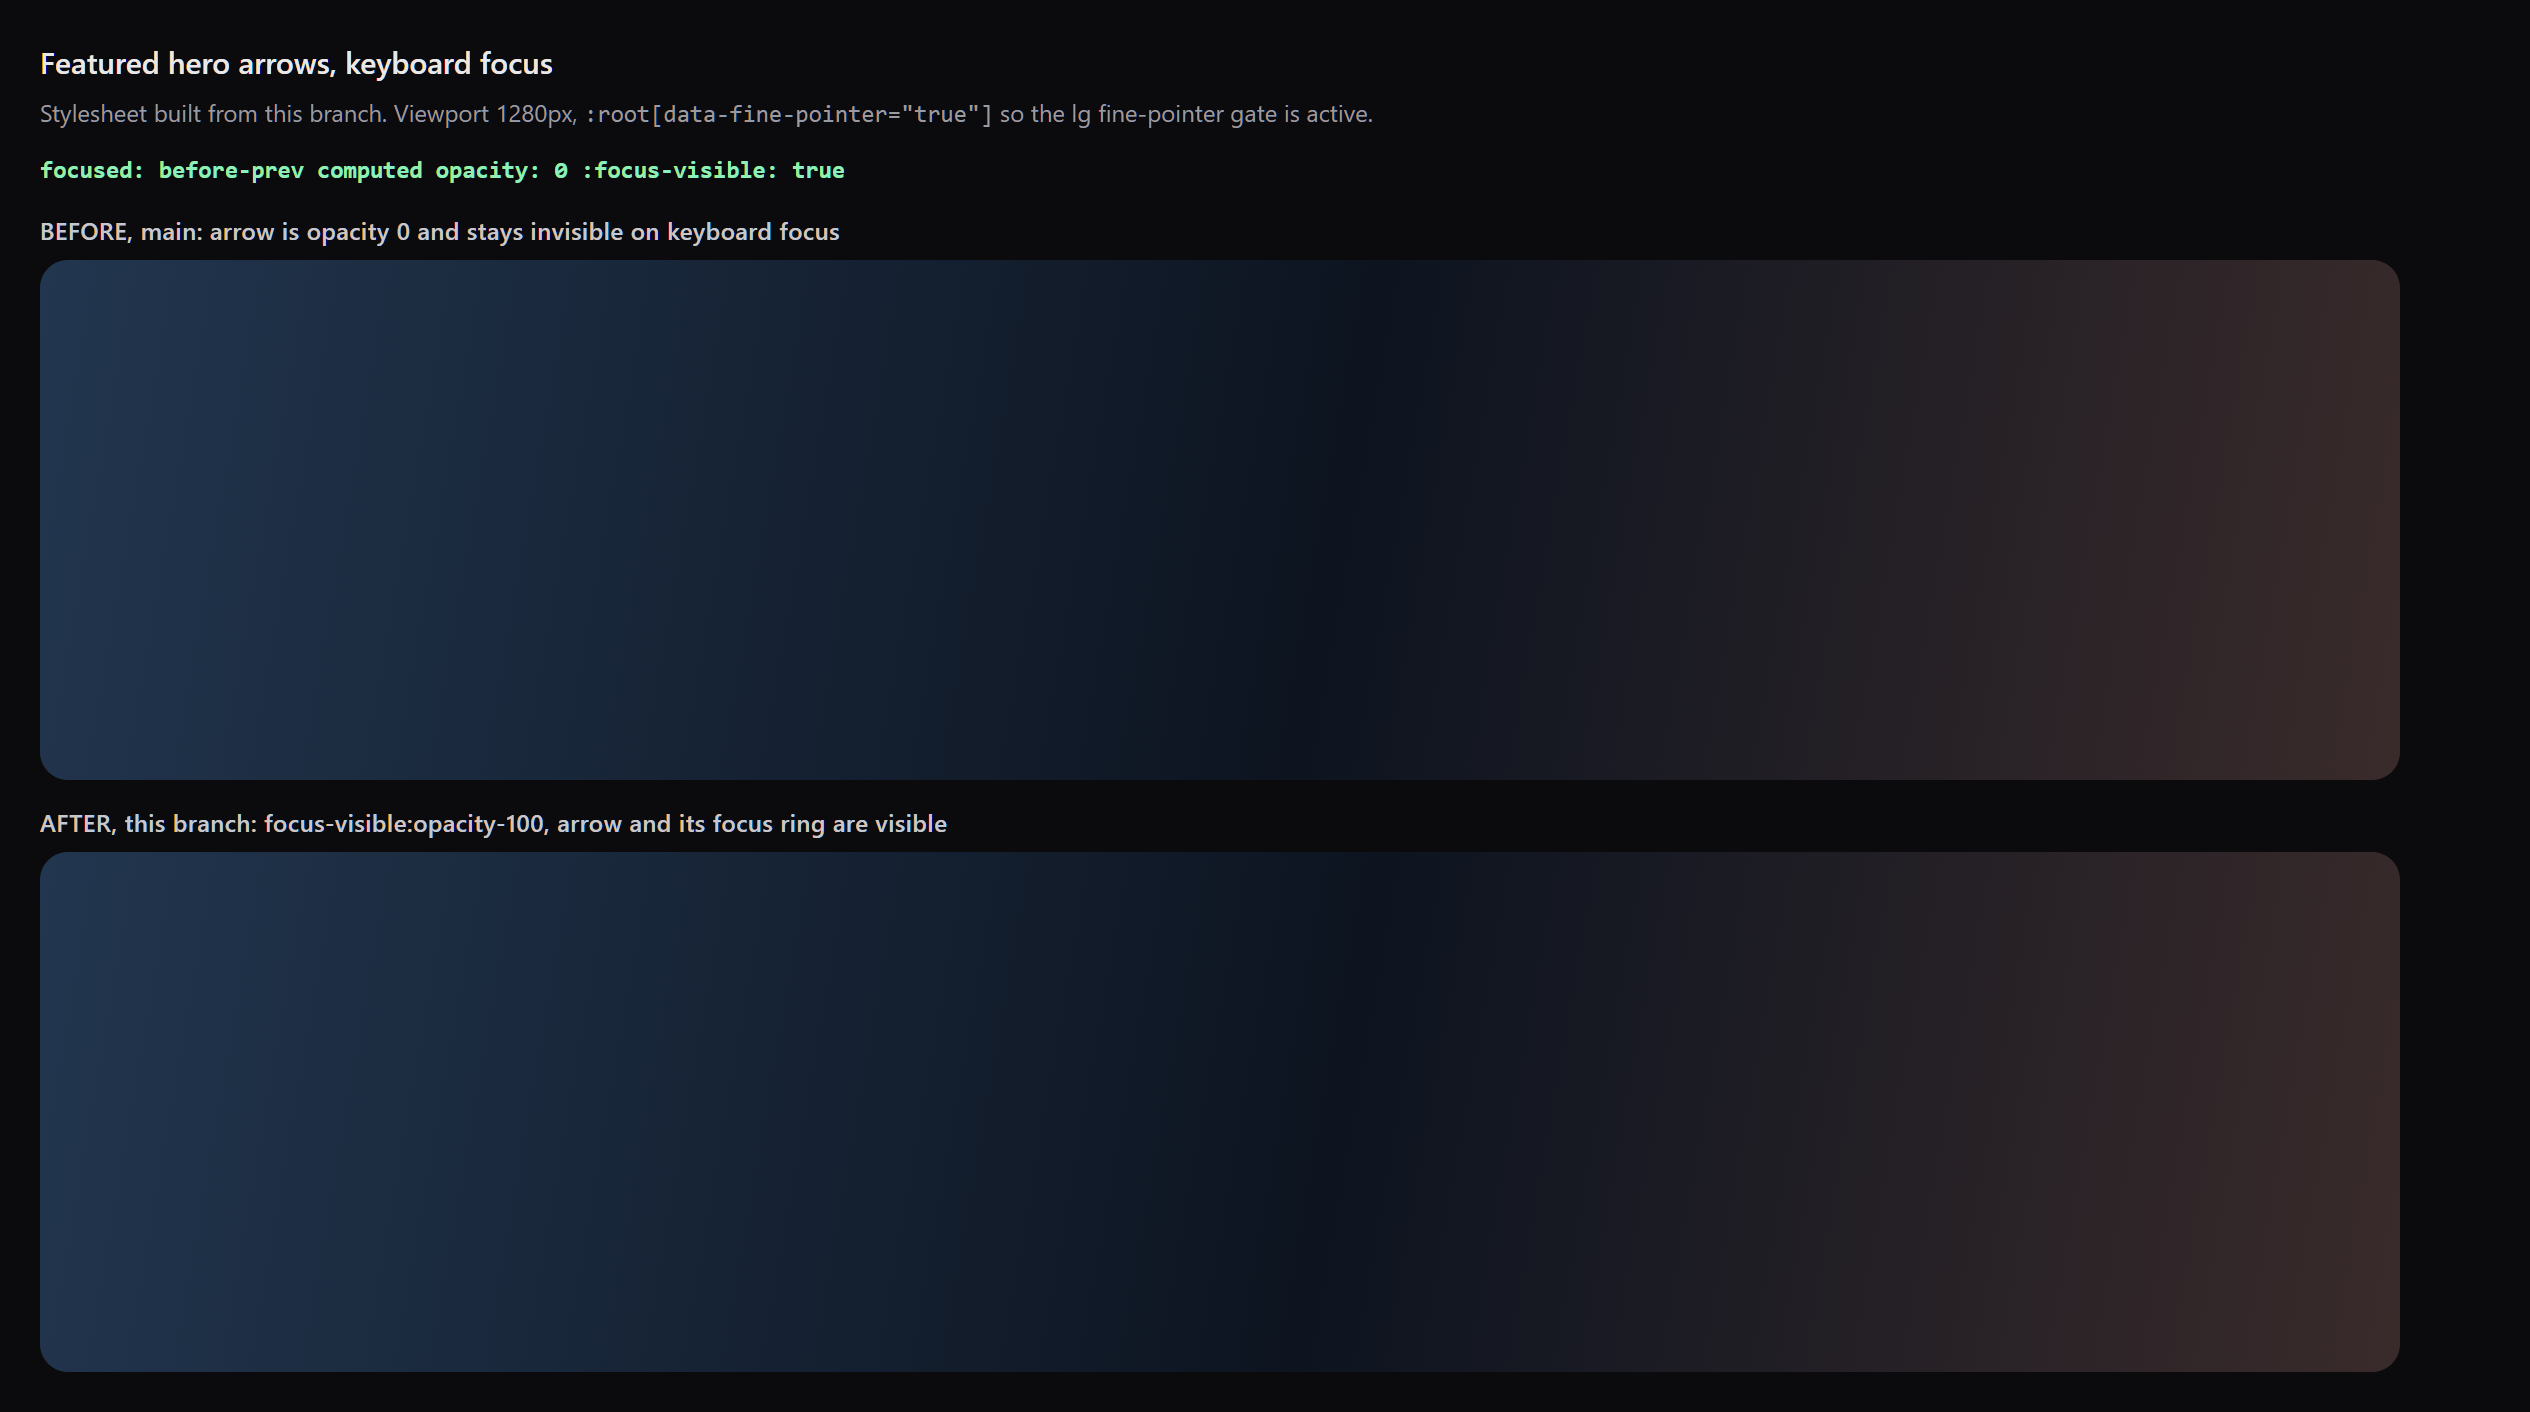 Featured hero arrows, keyboard focus
Stylesheet built from this branch. Viewport 1280px, :root[data-fine-pointer="true"] so the lg fine-pointer gate is active.
focused: before-prev computed opacity: 0 :focus-visible: true
BEFORE, main: arrow is opacity 0 and stays invisible on keyboard focus
AFTER, this branch: focus-visible:opacity-100, arrow and its focus ring are visible